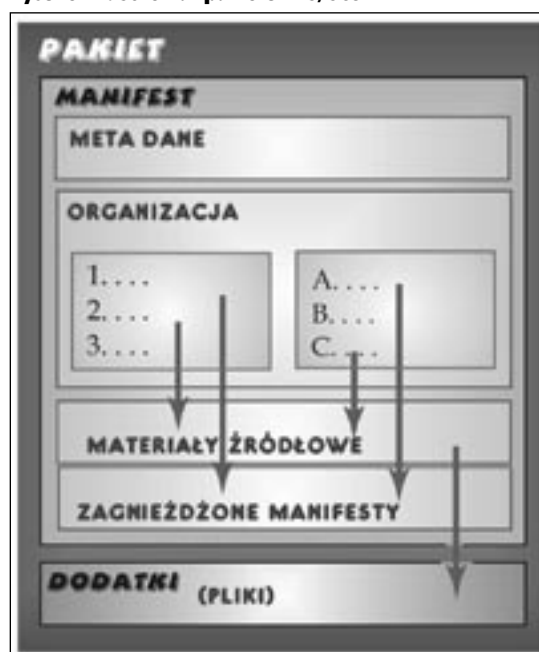 PAKIET
MANIFEST
META DANE
ORGANIZACJA
1. . . .
2. . . .
3. . . .
A. . . .
B. . . .
C. . . .
MATERIAŁY ŹRÓDŁOWE
ZAGNIEŻDŻONE MANIFESTY
DODATKI (PLIKI)